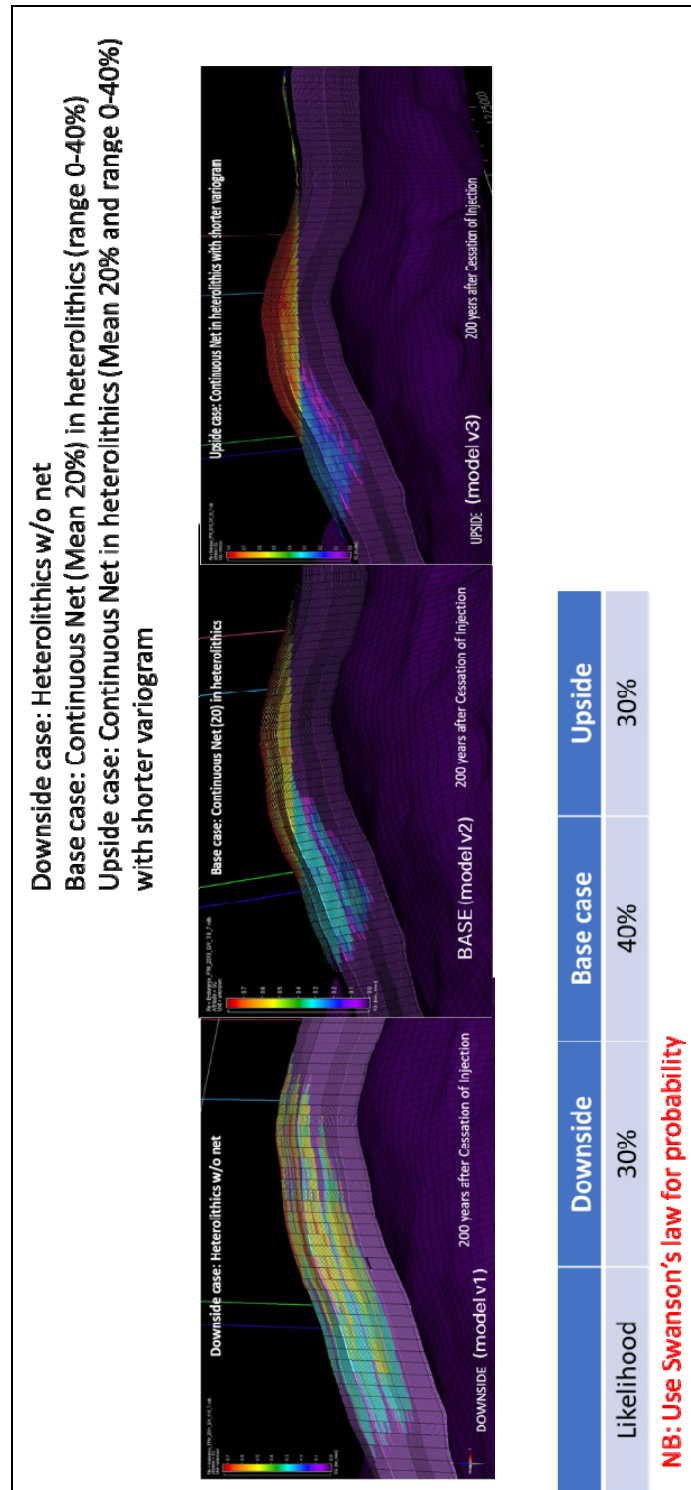 Downside case: Heterolithics w/o net
Base case: Continuous Net (Mean 20%) in heterolithics (range 0-40%)
Upside case: Continuous Net in heterolithics (Mean 20% and range 0-40%)
with shorter variogram
Downside case: Heterolithics w/o net
200 years after Cessation of Injection
DOWNSIDE (model v1)
Base case: Continuous Net (20) in heterolithics
200 years after Cessation of Injection
BASE (model v2)
Upside case: Continuous Net in heterolithics with shorter variogram
200 years after Cessation of Injection
UPSIDE (model v3)
Downside Base case Upside
Likelihood 30% 40% 30%
NB: Use Swanson's law for probability